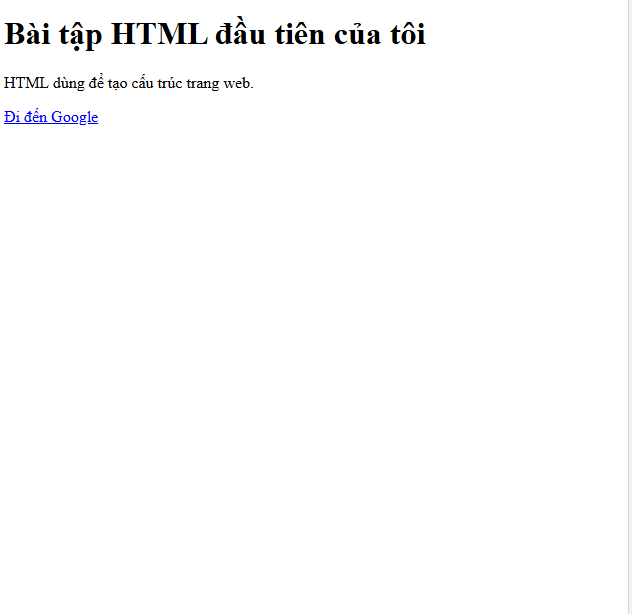 Bài tập HTML đầu tiên của tôi
HTML dùng để tạo cấu trúc trang web.
Đi đến Google